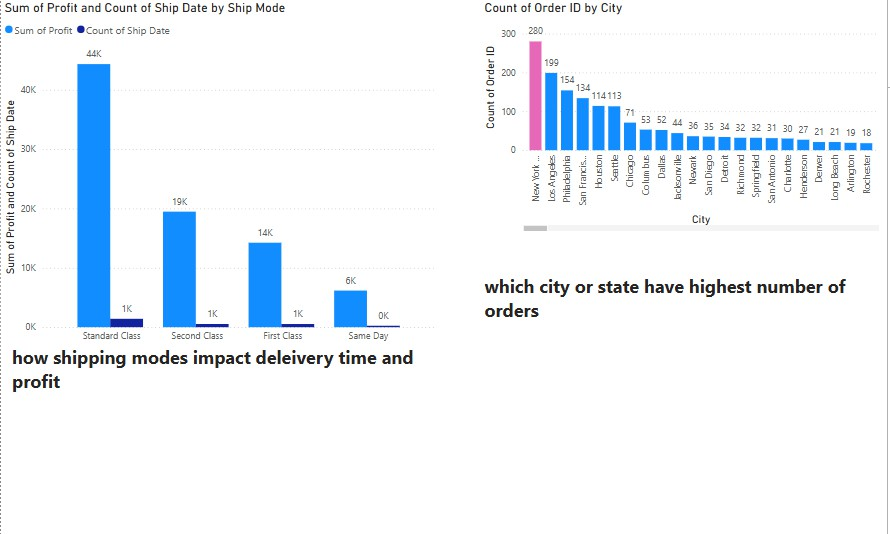 Sum of Profit and Count of Ship Date by Ship Mode
Sum of Profit Count of Ship Date
Sum of Profit and Count of Ship Date
40K
30K
20K
10K
0K
44K
1K
19K
1K
14K
1K
6K
0K
Standard Class
Second Class
First Class
Same Day
how shipping modes impact deleivery time and
profit
Count of Order ID by City
Count of Order ID
300
200
100
0
280
199
154
134
114
113
71
53
52
44
36
35
34
32
32
31
30
27
21
21
19
18
New York ...
Los Angeles
Philadelphia
San Francis...
Houston
Seattle
Chicago
Columbus
Dallas
Jacksonville
Newark
San Diego
Detroit
Richmond
Springfield
San Antonio
Charlotte
Henderson
Denver
Long Beach
Arlington
Rochester
City
which city or state have highest number of
orders